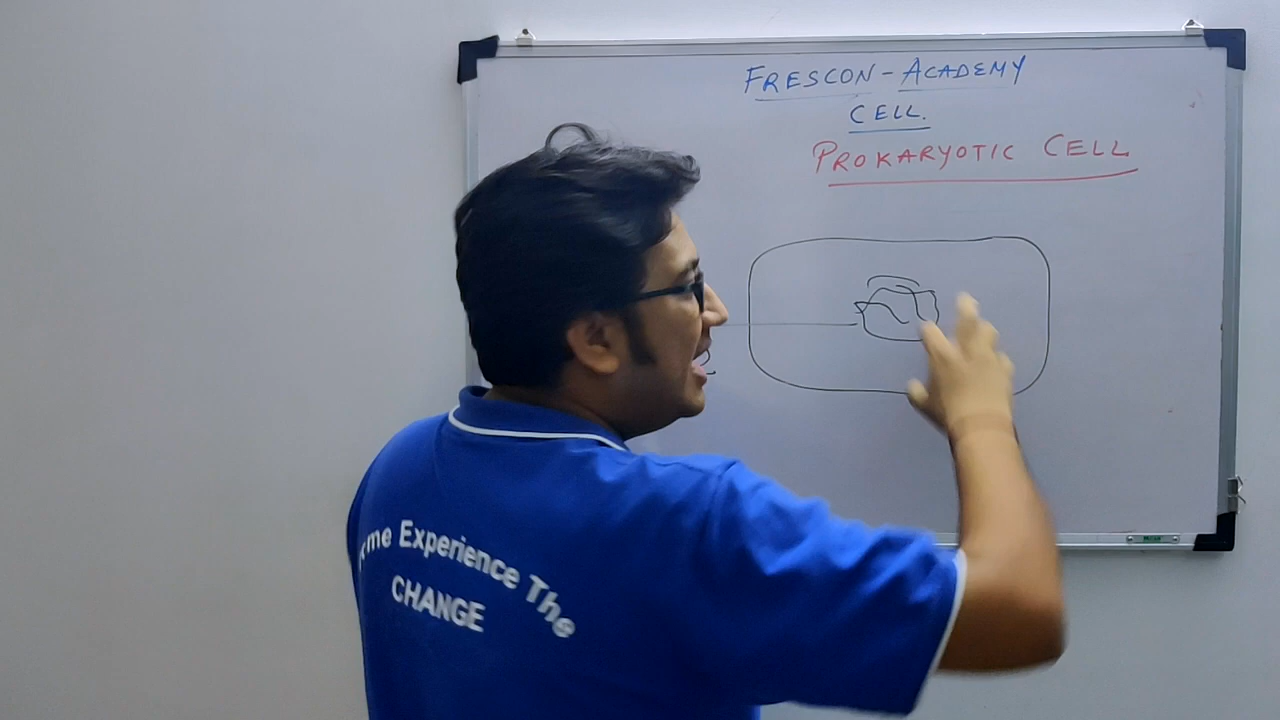 FRESCON - ACADEMY
CELL.
PROKARYOTIC CELL
Experience The
CHANGE